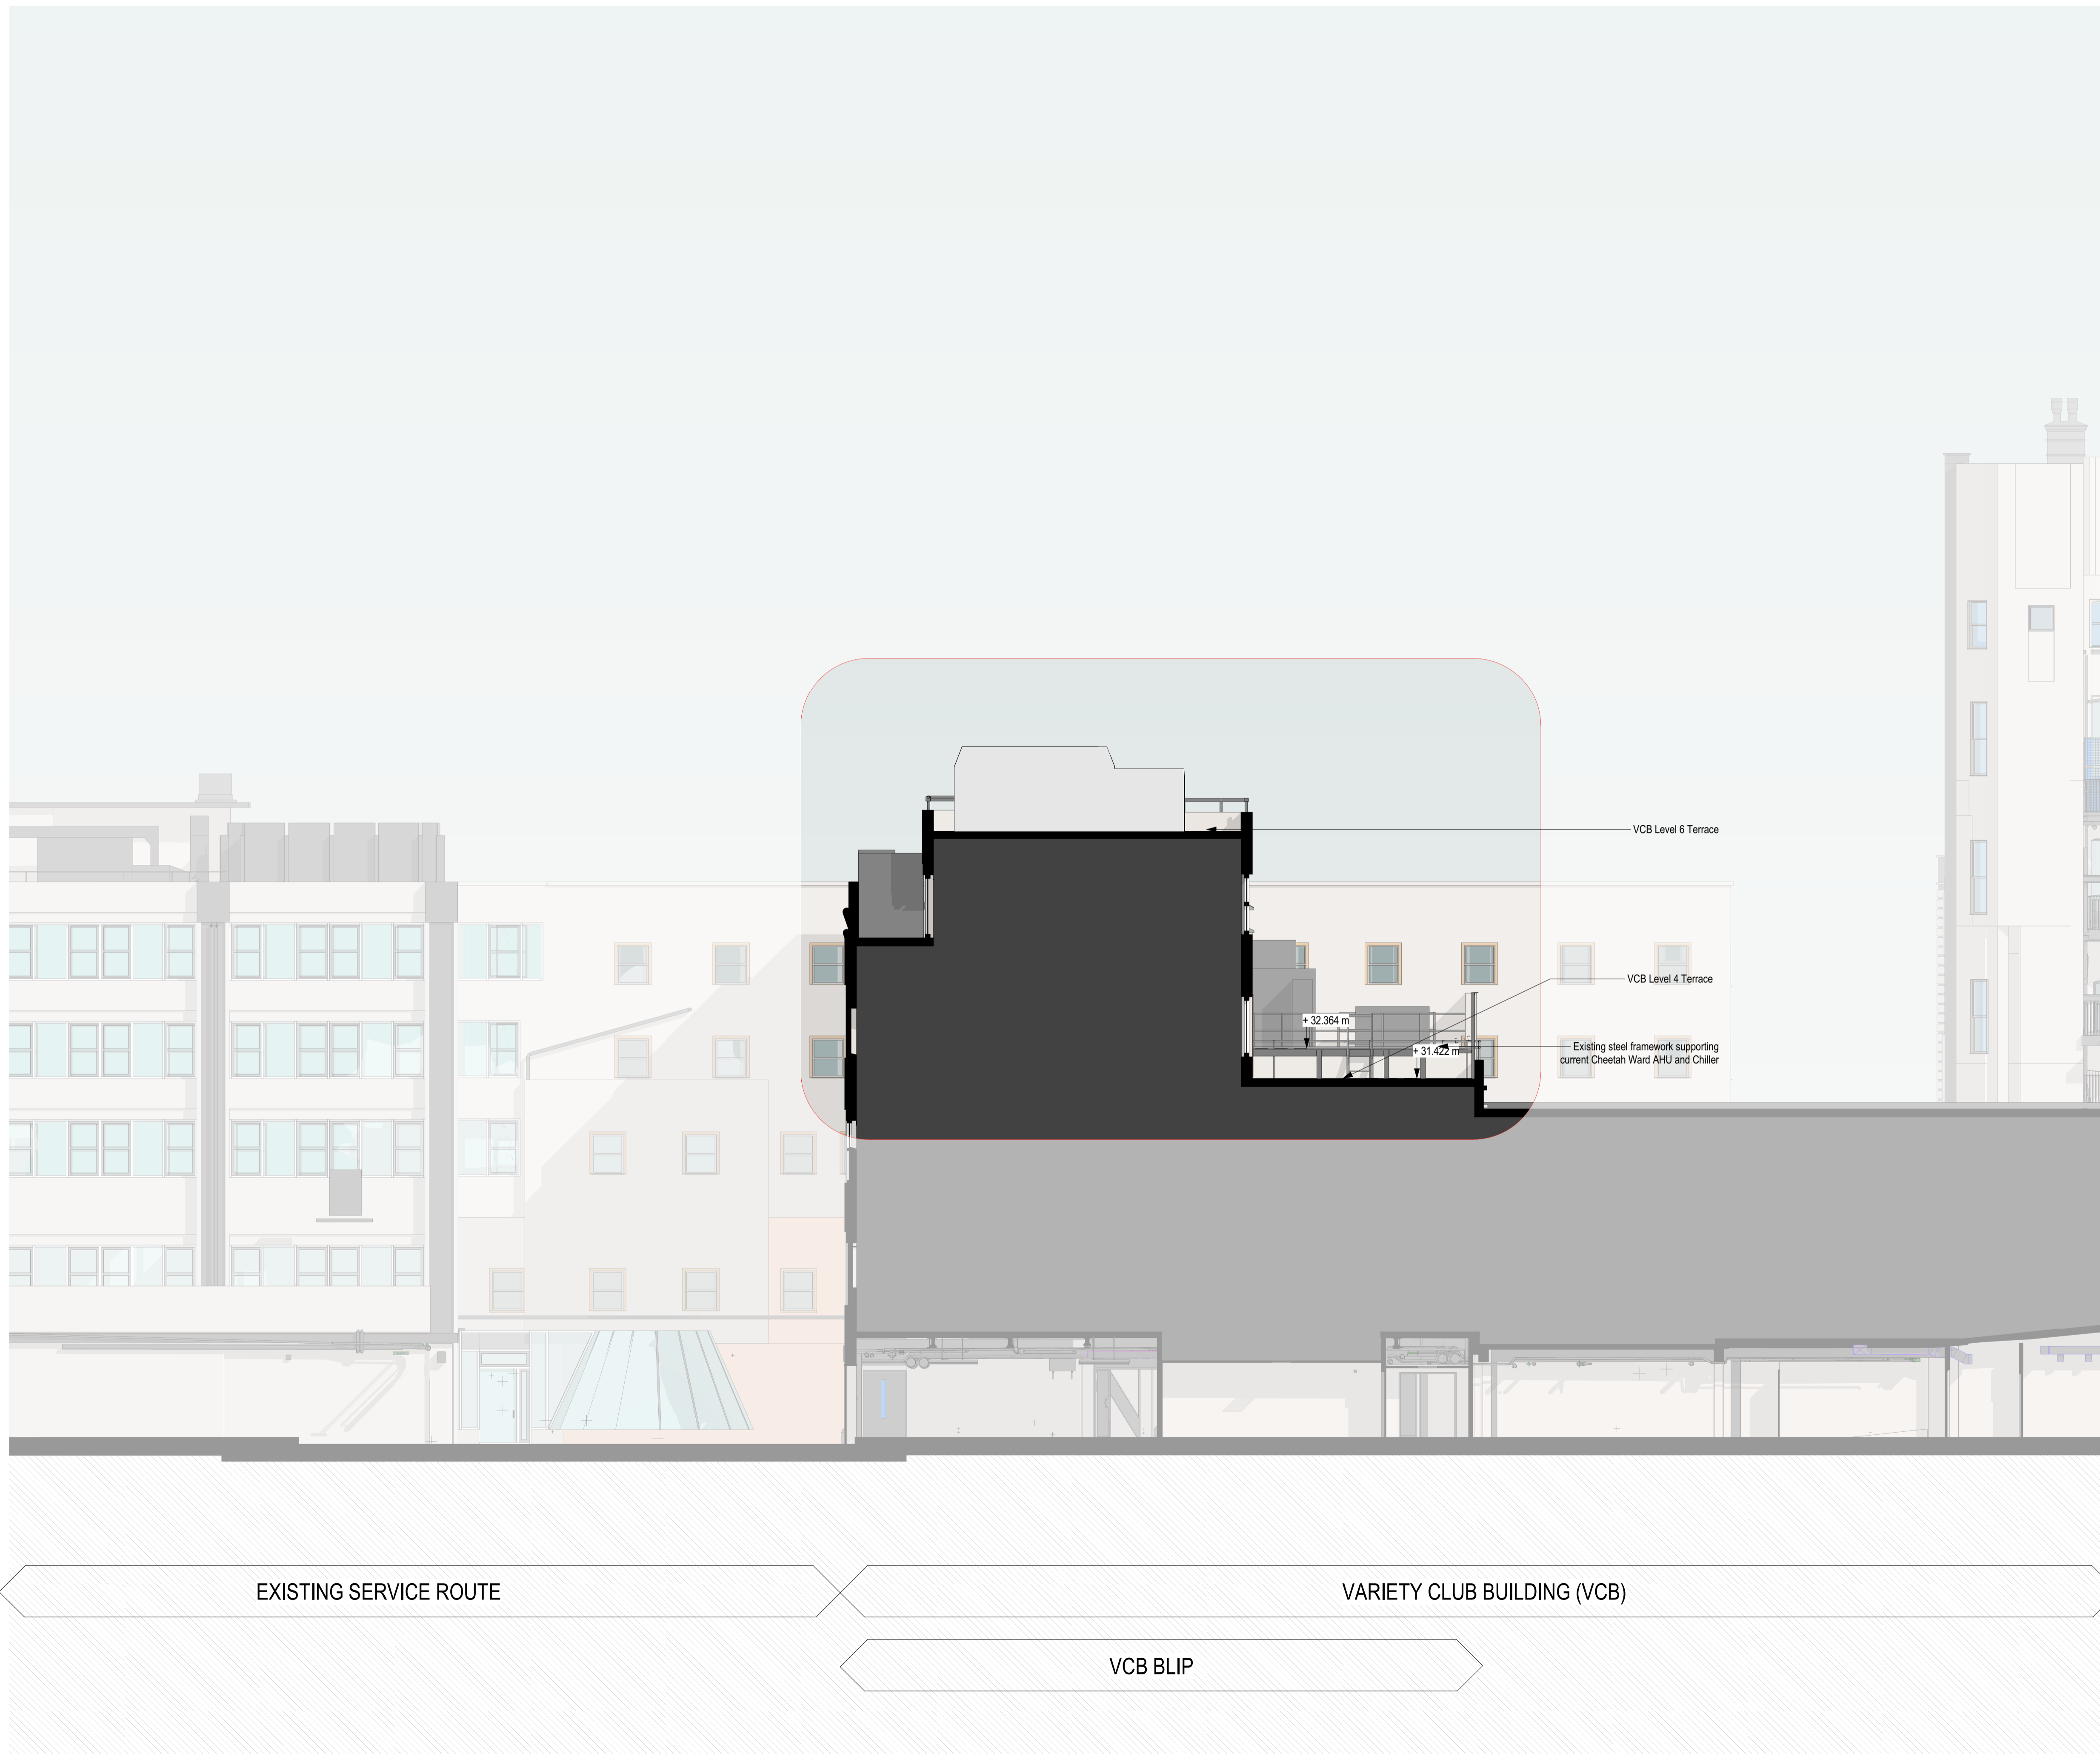 VCB Level 6 Terrace
VCB Level 4 Terrace
+ 32.364 m
Existing steel framework supporting
current Cheetah Ward AHU and Chiller
+ 31.422 m
EXISTING SERVICE ROUTE
VARIETY CLUB BUILDING (VCB)
VCB BLIP